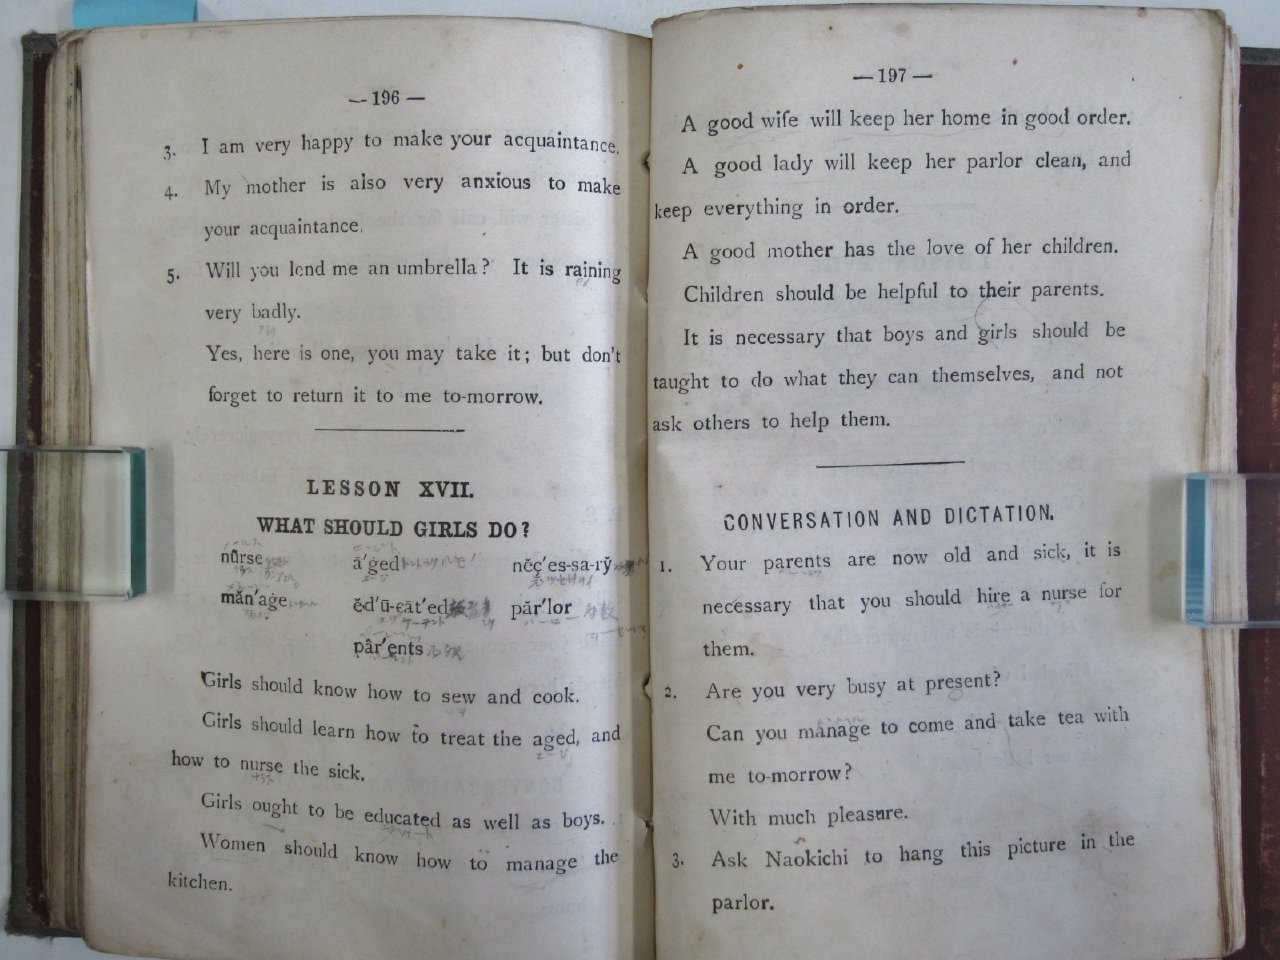 — 196 —
3. I am very happy to make your acquaintance.
4. My mother is also very anxious to make
your acquaintance.
5. Will you lend me an umbrella? It is raining
very badly.
Yes, here is one, you may take it; but don't
forget to return it to me to-morrow.
LESSON XVII.
WHAT SHOULD GIRLS DO?
nûrse ā′ġed nĕç′es-sa-rў
măn′aġe ĕd′ū-cāt′ed păr′lor
pâr′ents
Girls should know how to sew and cook.
Girls should learn how to treat the aged, and
how to nurse the sick.
Girls ought to be educated as well as boys.
Women should know how to manage the
kitchen.
— 197 —
A good wife will keep her home in good order.
A good lady will keep her parlor clean, and
keep everything in order.
A good mother has the love of her children.
Children should be helpful to their parents.
It is necessary that boys and girls should be
taught to do what they can themselves, and not
ask others to help them.
CONVERSATION AND DICTATION.
1. Your parents are now old and sick, it is
necessary that you should hire a nurse for
them.
2. Are you very busy at present?
Can you manage to come and take tea with
me to-morrow?
With much pleasure.
3. Ask Naokichi to hang this picture in the
parlor.